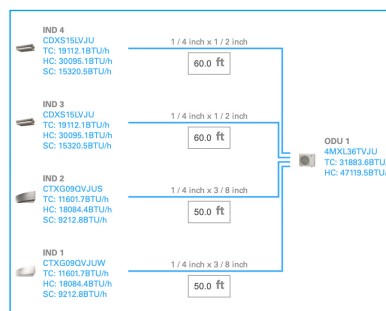 IND 4
CDXS15LVJU
TC: 19112.1BTU/h
HC: 30095.1BTU/h
SC: 15320.5BTU/h
1 / 4 inch x 1 / 2 inch
60.0 ft
IND 3
CDXS15LVJU
TC: 19112.1BTU/h
HC: 30095.1BTU/h
SC: 15320.5BTU/h
1 / 4 inch x 1 / 2 inch
60.0 ft
ODU 1
4MXL36TVJU
TC: 31883.6BTU/
HC: 47119.5BTU/
IND 2
CTXG09QVJUS
TC: 11601.7BTU/h
HC: 18084.4BTU/h
SC: 9212.8BTU/h
1 / 4 inch x 3 / 8 inch
50.0 ft
IND 1
CTXG09QVJUW
TC: 11601.7BTU/h
HC: 18084.4BTU/h
SC: 9212.8BTU/h
1 / 4 inch x 3 / 8 inch
50.0 ft